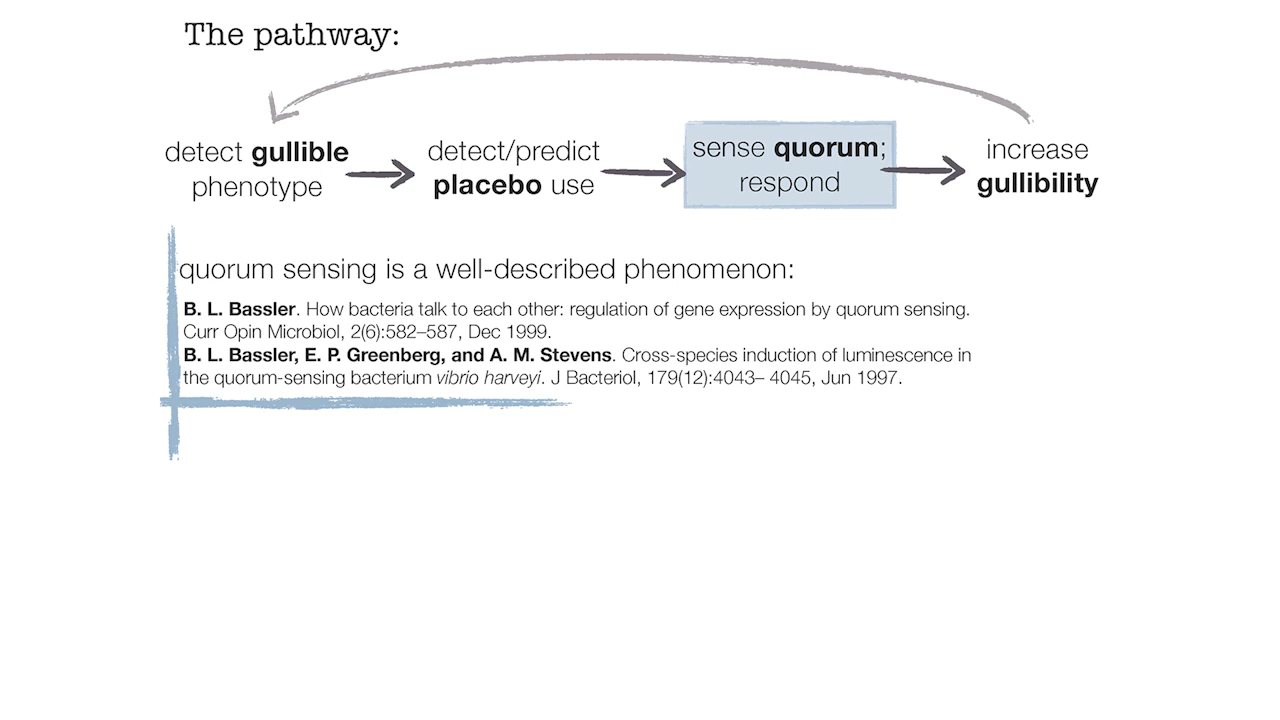 The pathway:
detect gullible
phenotype
detect/predict
placebo use
sense quorum;
respond
increase
gullibility
quorum sensing is a well-described phenomenon:
B. L. Bassler. How bacteria talk to each other: regulation of gene expression by quorum sensing.
Curr Opin Microbiol, 2(6):582–587, Dec 1999.
B. L. Bassler, E. P. Greenberg, and A. M. Stevens. Cross-species induction of luminescence in
the quorum-sensing bacterium vibrio harveyi. J Bacteriol, 179(12):4043– 4045, Jun 1997.